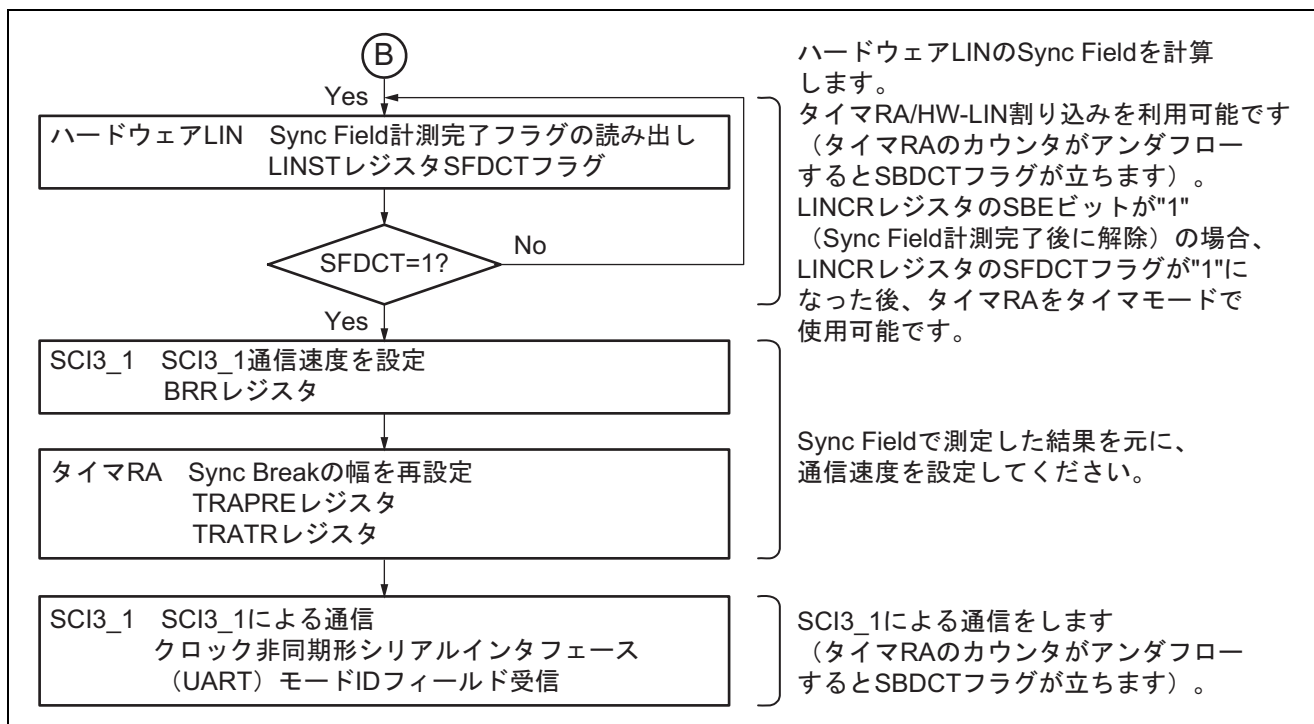 B
Yes
ハードウェアLIN　Sync Field計測完了フラグの読み出し
LINSTレジスタSFDCTフラグ
SFDCT=1?
No
Yes
ハードウェアLINのSync Fieldを計算
します。
タイマRA/HW-LIN割り込みを利用可能です
（タイマRAのカウンタがアンダフロー
するとSBDCTフラグが立ちます）。
LINCRレジスタのSBEビットが"1"
（Sync Field計測完了後に解除）の場合、
LINCRレジスタのSFDCTフラグが"1"に
なった後、タイマRAをタイマモードで
使用可能です。
SCI3_1　SCI3_1通信速度を設定
BRRレジスタ
タイマRA　Sync Breakの幅を再設定
TRAPREレジスタ
TRATRレジスタ
Sync Fieldで測定した結果を元に、
通信速度を設定してください。
SCI3_1　SCI3_1による通信
クロック非同期形シリアルインタフェース
（UART）モードIDフィールド受信
SCI3_1による通信をします
（タイマRAのカウンタがアンダフロー
するとSBDCTフラグが立ちます）。